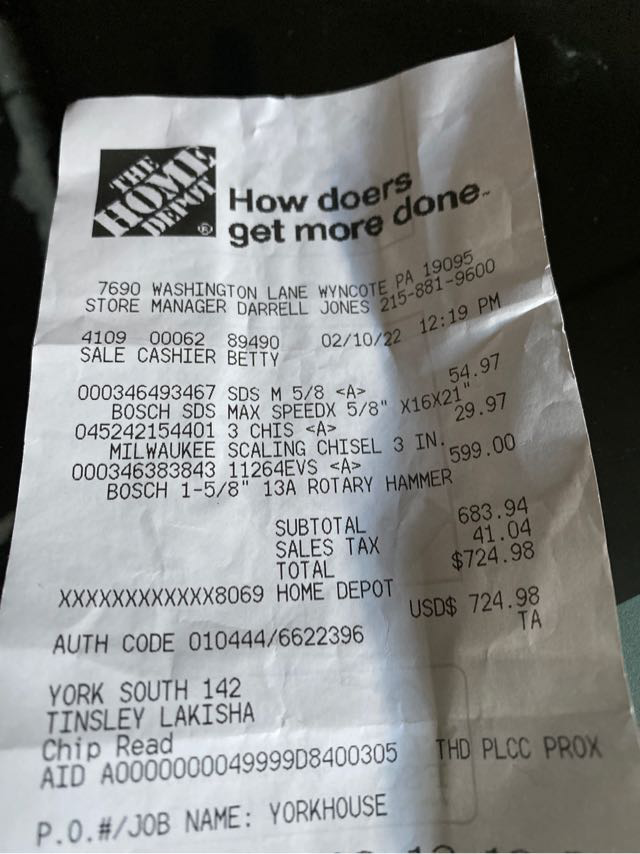 THE
HOME
DEPOT
®
How doers
get more done™
7690 WASHINGTON LANE WYNCOTE PA 19095
STORE MANAGER DARRELL JONES 215-881-9600
4109 00062 89490 02/10/22 12:19 PM
SALE CASHIER BETTY
000346493467 SDS M 5/8 <A> 54.97
BOSCH SDS MAX SPEEDX 5/8" X16X21"
045242154401 3 CHIS <A> 29.97
MILWAUKEE SCALING CHISEL 3 IN.
000346383843 11264EVS <A> 599.00
BOSCH 1-5/8" 13A ROTARY HAMMER
SUBTOTAL 683.94
SALES TAX 41.04
TOTAL $724.98
XXXXXXXXXXXX8069 HOME DEPOT
USD$ 724.98
AUTH CODE 010444/6622396 TA
YORK SOUTH 142
TINSLEY LAKISHA
Chip Read
AID A0000000049999D8400305 THD PLCC PROX
P.O.#/JOB NAME: YORKHOUSE